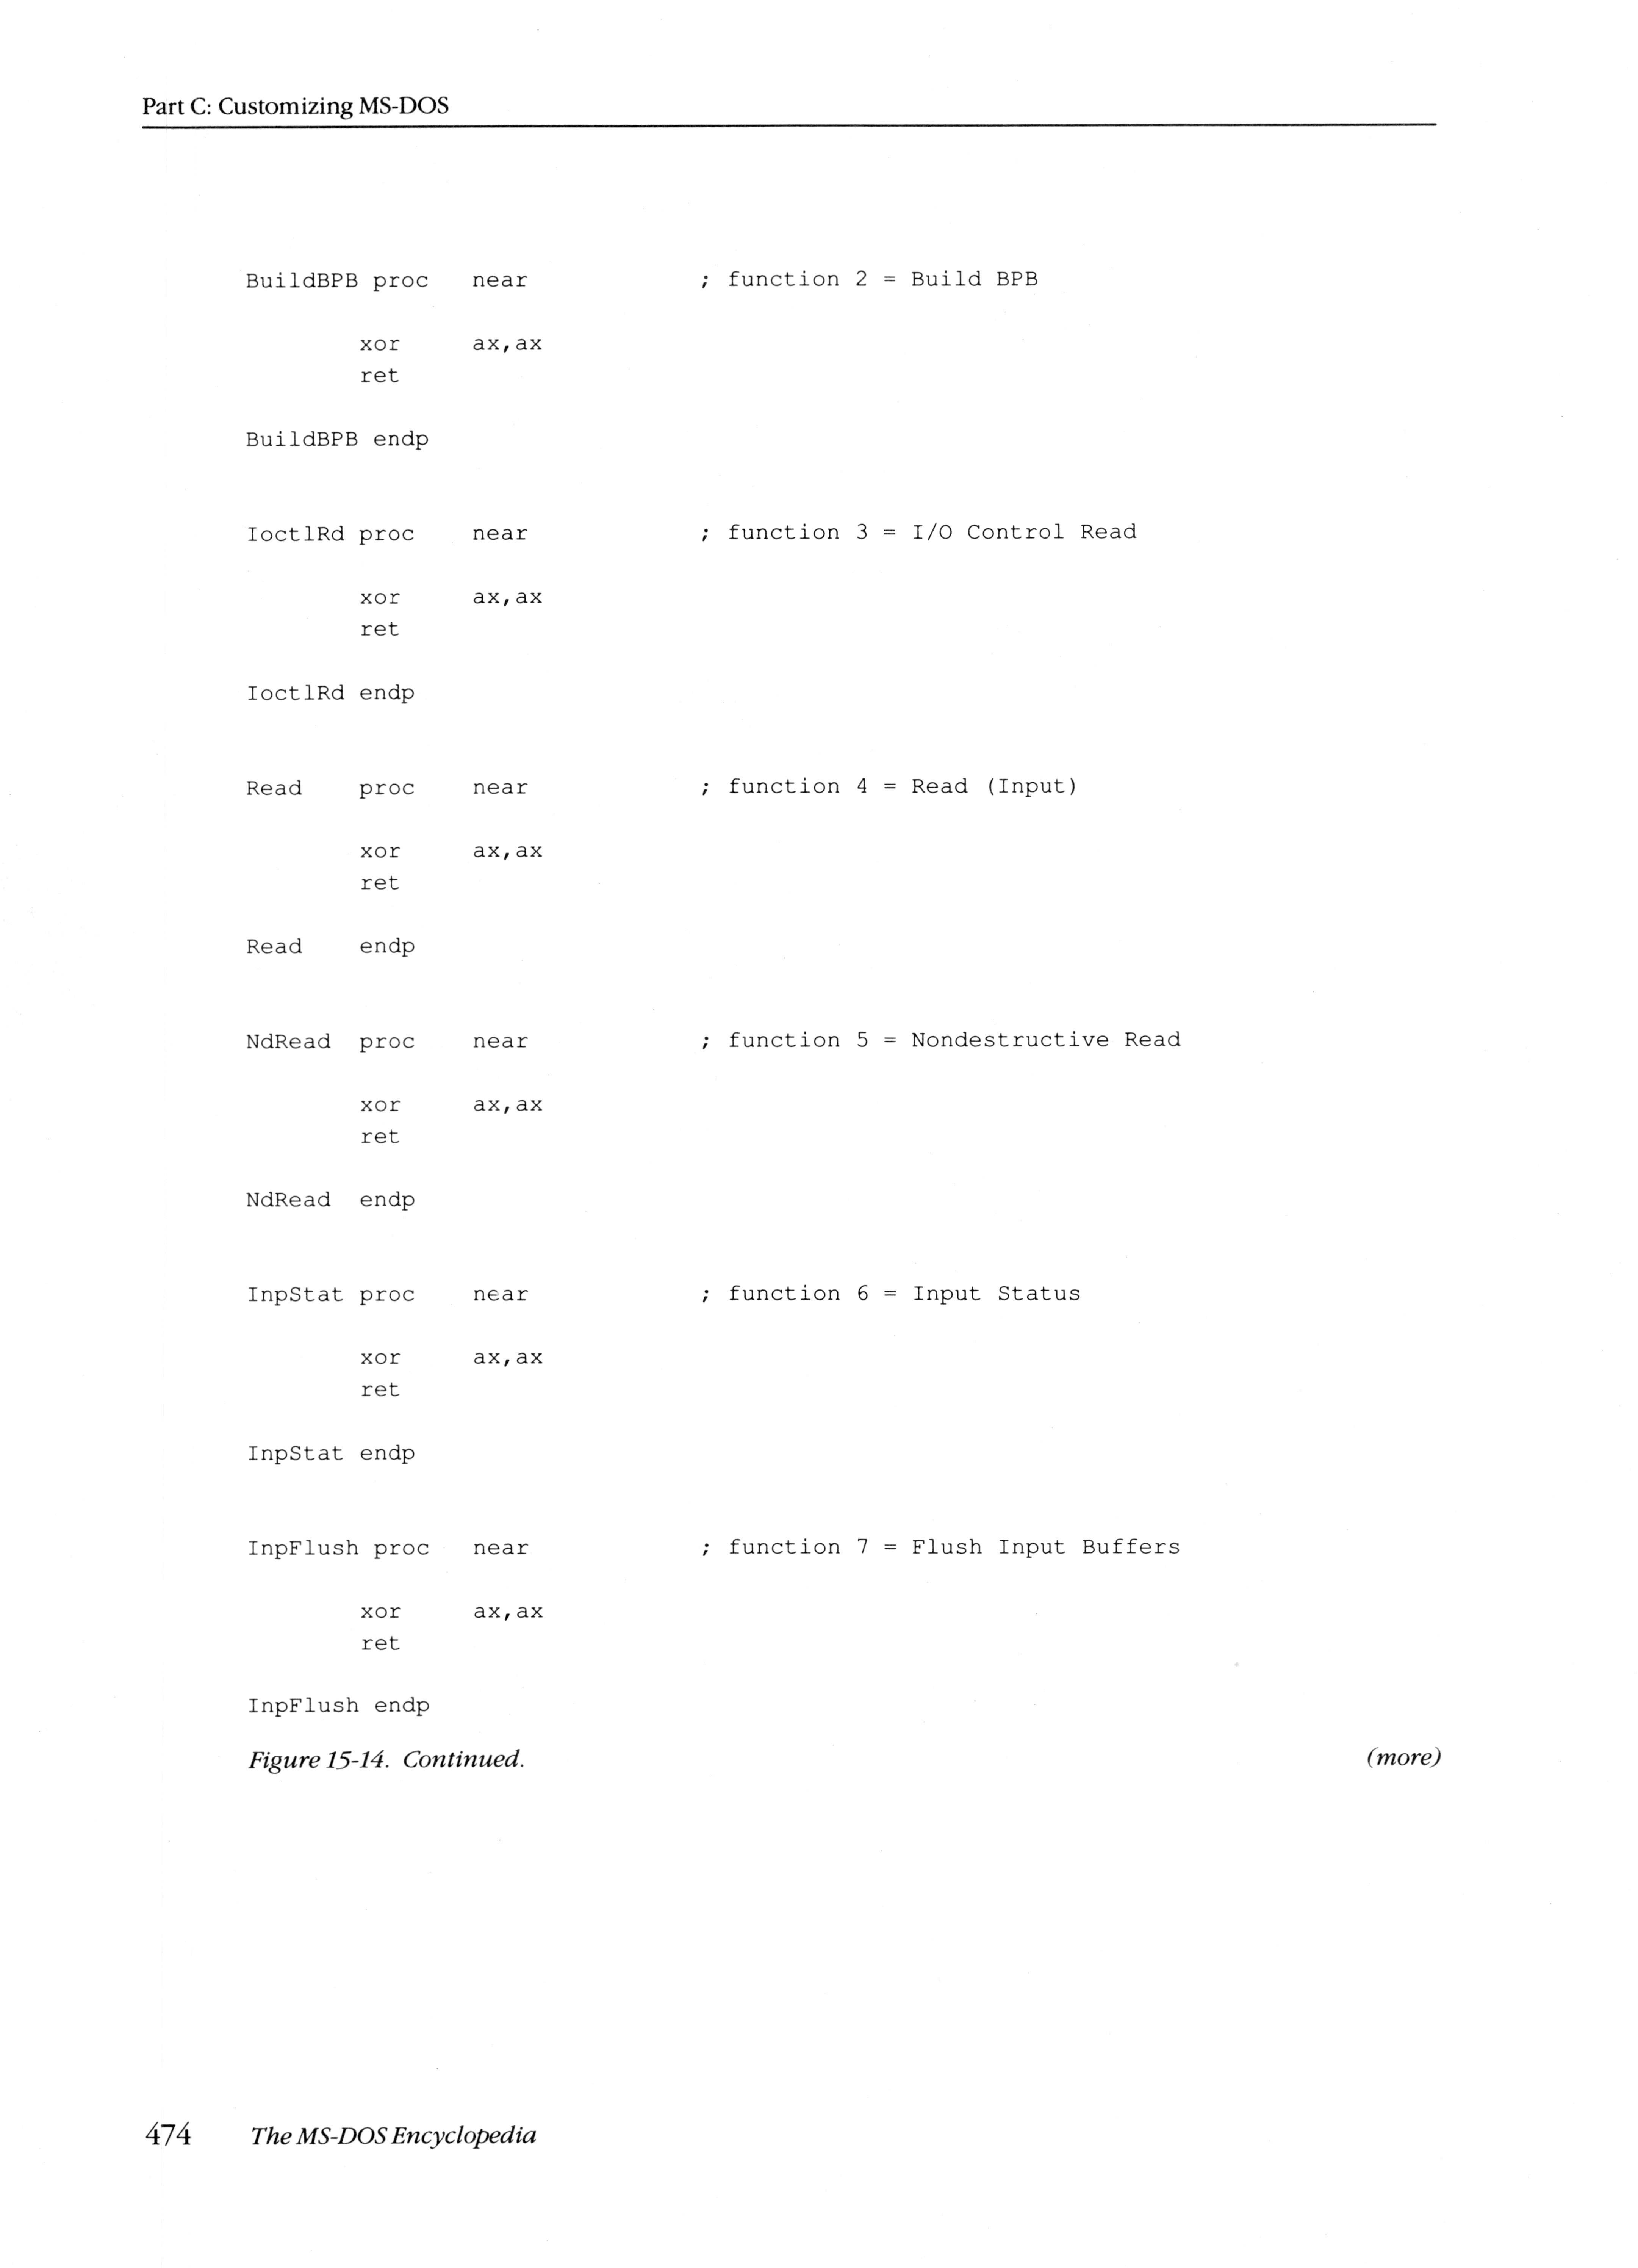 Part C: Customizing MS-DOS
BuildBPB proc   near            ; function 2 = Build BPB
        xor     ax,ax
        ret
BuildBPB endp
IoctlRd proc    near            ; function 3 = I/O Control Read
        xor     ax,ax
        ret
IoctlRd endp
Read    proc    near            ; function 4 = Read (Input)
        xor     ax,ax
        ret
Read    endp
NdRead  proc    near            ; function 5 = Nondestructive Read
        xor     ax,ax
        ret
NdRead  endp
InpStat proc    near            ; function 6 = Input Status
        xor     ax,ax
        ret
InpStat endp
InpFlush proc   near            ; function 7 = Flush Input Buffers
        xor     ax,ax
        ret
InpFlush endp
Figure 15-14. Continued. (more)
474 The MS-DOS Encyclopedia